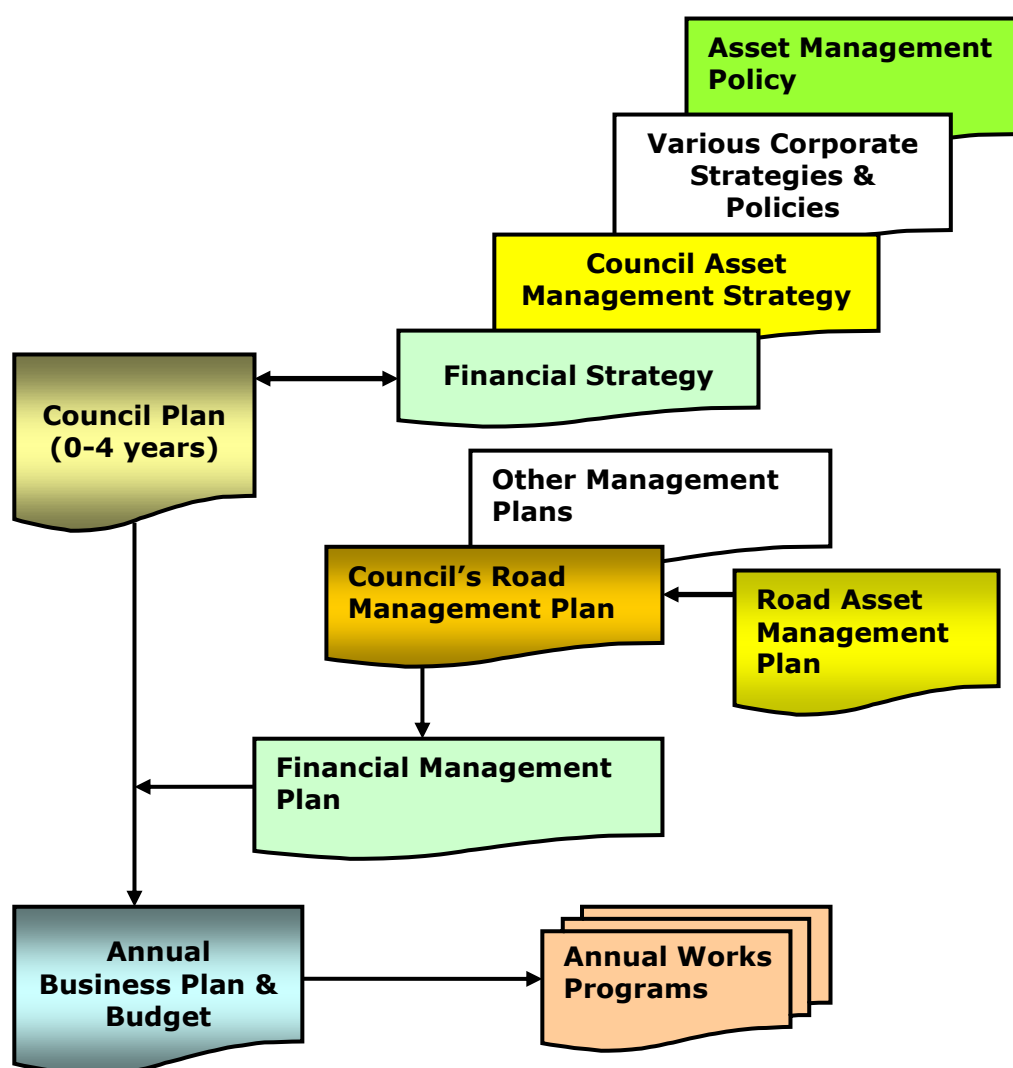 Asset Management
Policy
Various Corporate
Strategies &
Policies
Council Asset
Management Strategy
Financial Strategy
Council Plan
(0-4 years)
Other Management
Plans
Council’s Road
Management Plan
Road Asset
Management
Plan
Financial Management
Plan
Annual
Business Plan &
Budget
Annual Works
Programs